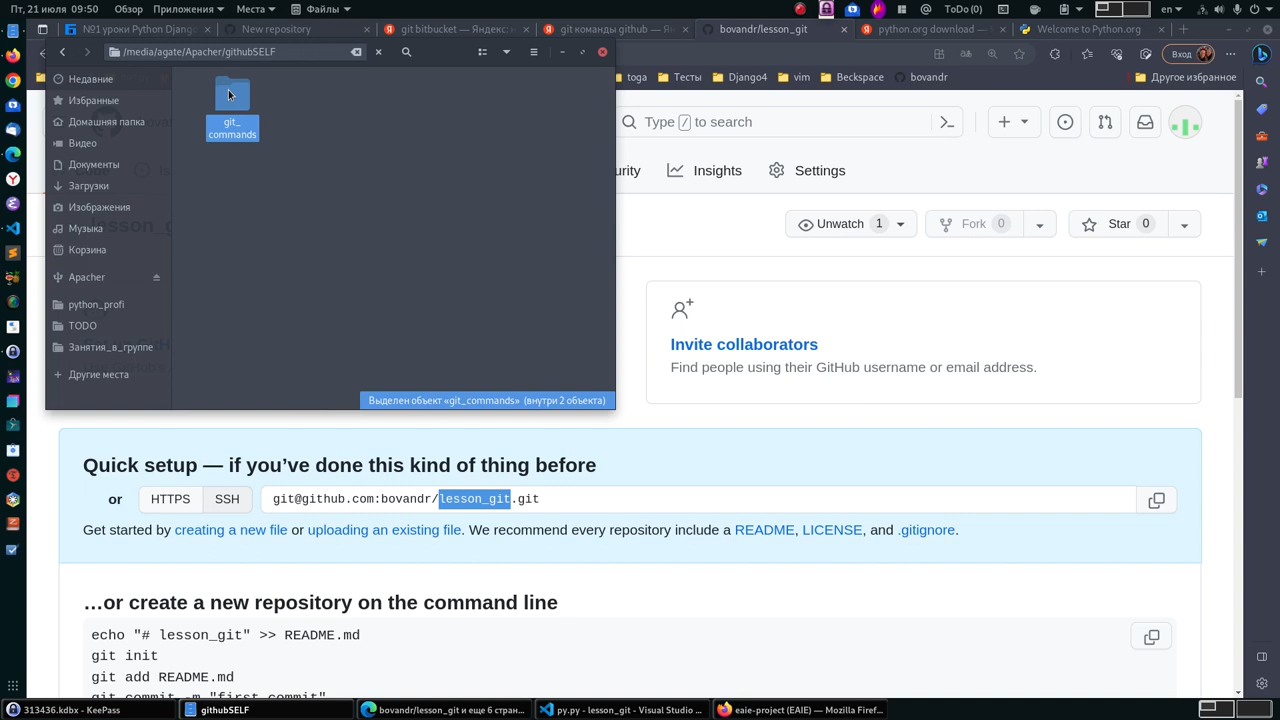 Пт, 21 июля 09:50
Обзор
Приложения
Места
Файлы
ToDo (0)
en
№1 уроки Python Djang
New repository
git bitbucket — Яндекс
git команды github — Ян
bovandr/lesson_git
python.org download —
Welcome to Python.org
/media/agate/Apacher/githubSELF
Вход
toga
Тесты
Django4
vim
Beckspace
bovandr
Другое избранное
Недавние
Избранные
Домашняя папка
Видео
Документы
Загрузки
Изображения
Музыка
Корзина
Apacher
python_profi
TODO
Занятия_в_группе
Другие места
git_
commands
Выделен объект «git_commands» (внутри 2 объекта)
Type / to search
urity
Insights
Settings
Unwatch 1
Fork 0
Star 0
Invite collaborators
Find people using their GitHub username or email address.
Quick setup — if you’ve done this kind of thing before
or HTTPS SSH git@github.com:bovandr/lesson_git.git
Get started by creating a new file or uploading an existing file. We recommend every repository include a README, LICENSE, and .gitignore.
…or create a new repository on the command line
echo "# lesson_git" >> README.md
git init
git add README.md
git commit -m "first commit"
313436.kdbx - KeePass
githubSELF
bovandr/lesson_git и еще 6 стран…
py.py - lesson_git - Visual Studio …
eaie-project (EAIE) — Mozilla Firef…